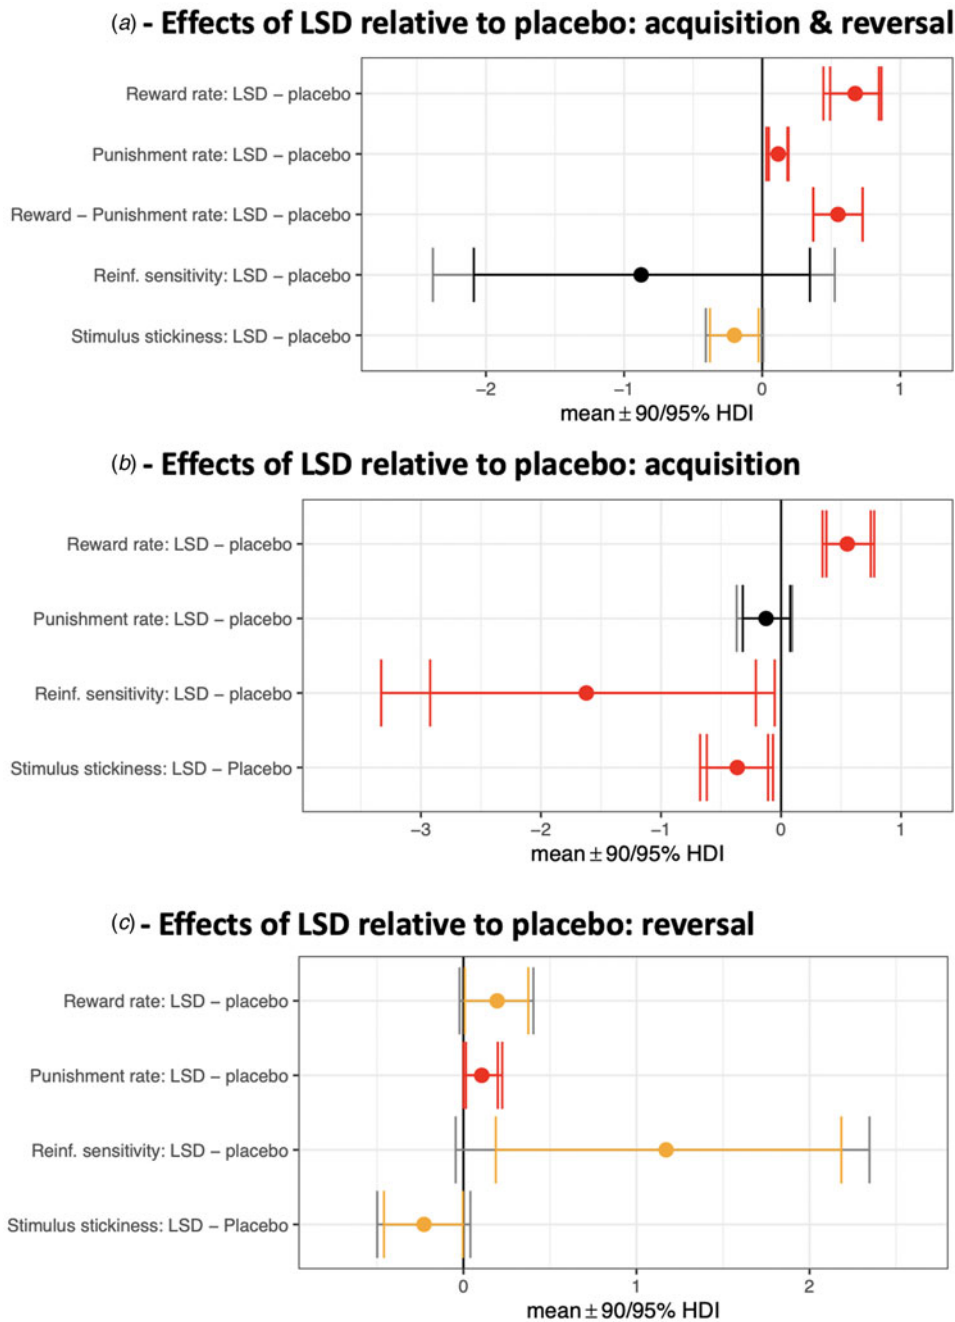 (a) - Effects of LSD relative to placebo: acquisition & reversal
Reward rate: LSD – placebo
Punishment rate: LSD – placebo
Reward – Punishment rate: LSD – placebo
Reinf. sensitivity: LSD – placebo
Stimulus stickiness: LSD – placebo
−2 −1 0 1
mean ± 90/95% HDI
(b) - Effects of LSD relative to placebo: acquisition
Reward rate: LSD – placebo
Punishment rate: LSD – placebo
Reinf. sensitivity: LSD – placebo
Stimulus stickiness: LSD – Placebo
−3 −2 −1 0 1
mean ± 90/95% HDI
(c) - Effects of LSD relative to placebo: reversal
Reward rate: LSD – placebo
Punishment rate: LSD – placebo
Reinf. sensitivity: LSD – placebo
Stimulus stickiness: LSD – Placebo
0 1 2
mean ± 90/95% HDI